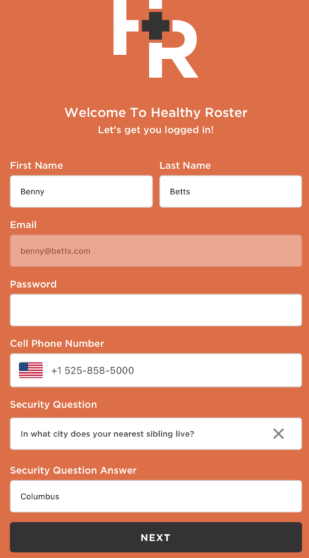 HR
Welcome To Healthy Roster
Let's get you logged in!
First Name
Last Name
Benny
Betts
Email
benny@betts.com
Password
Cell Phone Number
+1 525-858-5000
Security Question
In what city does your nearest sibling live?
Security Question Answer
Columbus
NEXT